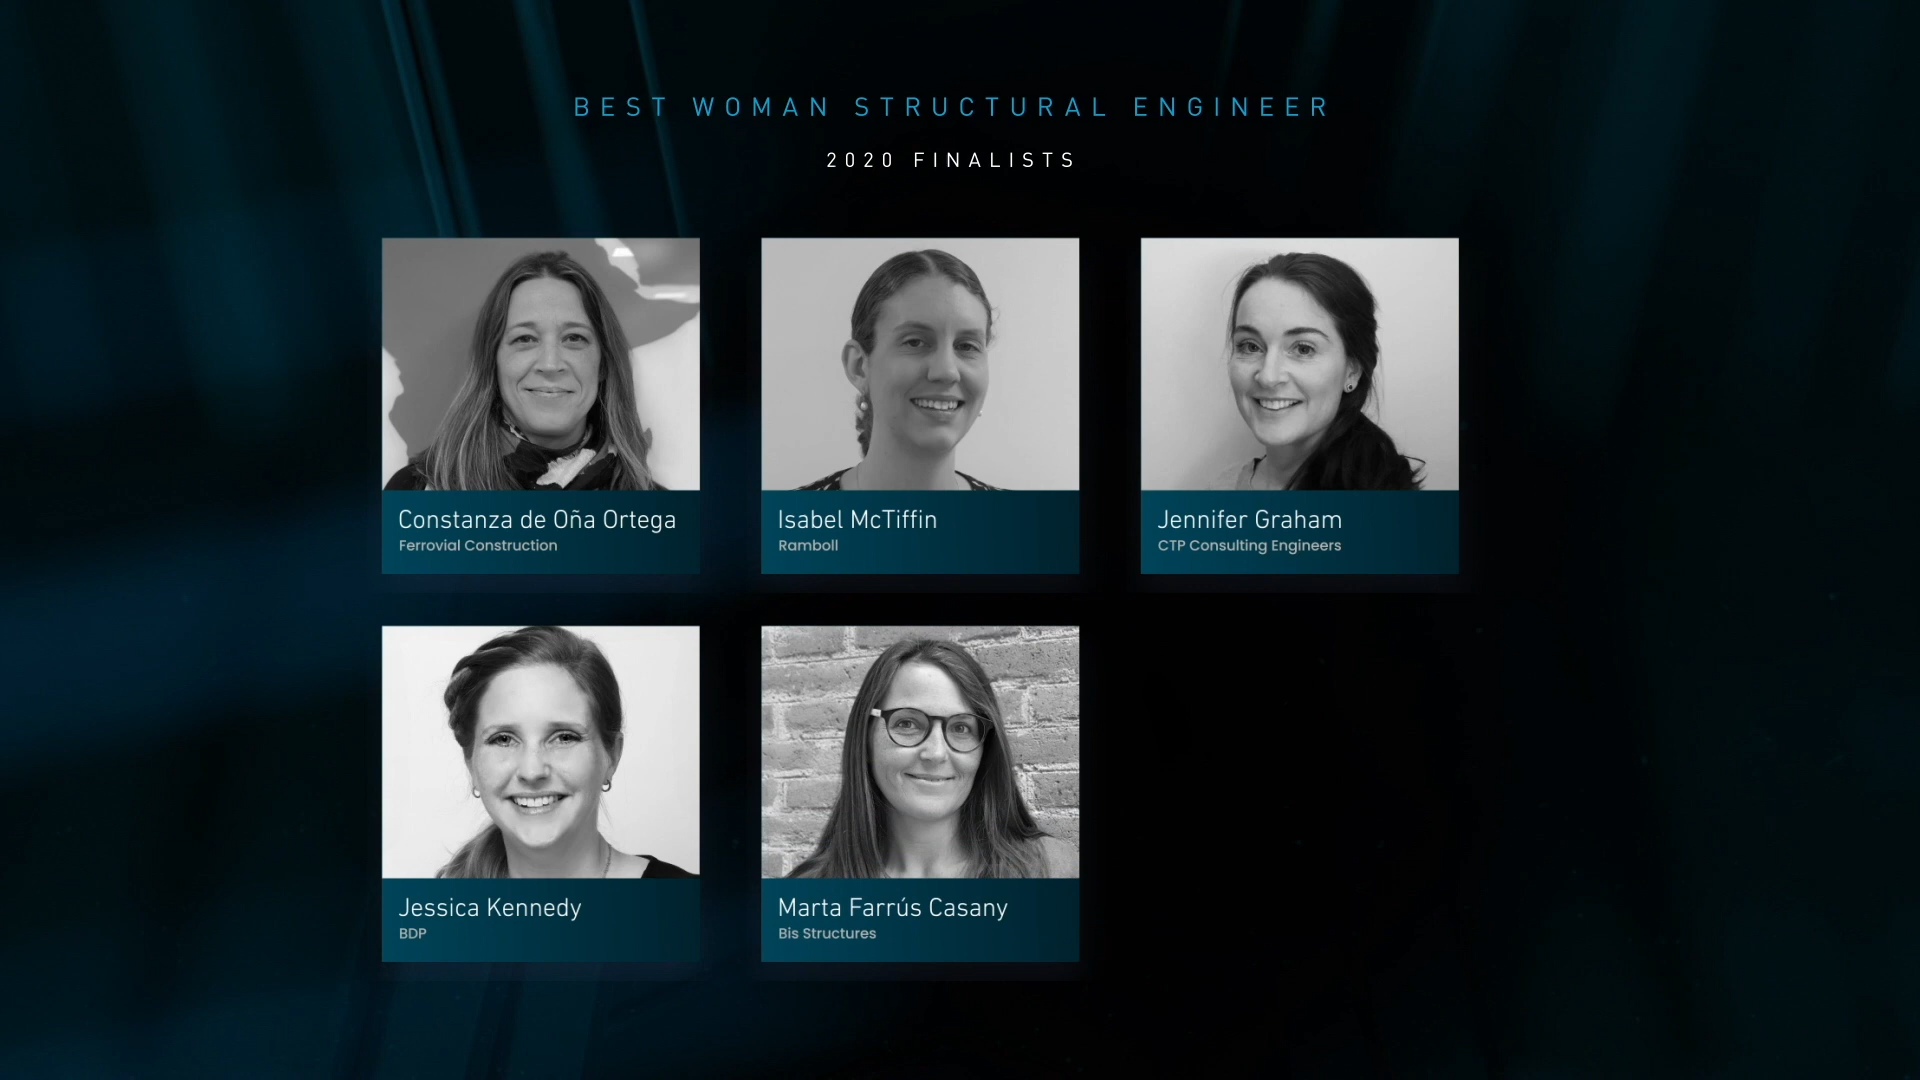 BEST WOMAN STRUCTURAL ENGINEER
2020 FINALISTS
Constanza de Oña Ortega
Ferrovial Construction
Isabel McTiffin
Ramboll
Jennifer Graham
CTP Consulting Engineers
Jessica Kennedy
BDP
Marta Farrús Casany
Bis Structures